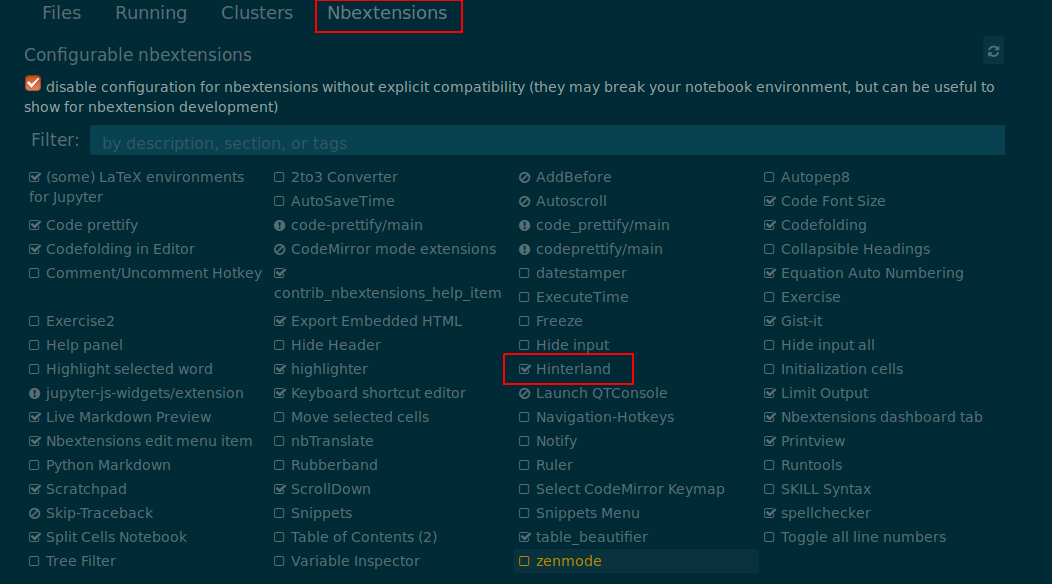 Files Running Clusters Nbextensions
Configurable nbextensions
disable configuration for nbextensions without explicit compatibility (they may break your notebook environment, but can be useful to
show for nbextension development)
Filter: by description, section, or tags
(some) LaTeX environments 2to3 Converter AddBefore Autopep8
for Jupyter AutoSaveTime Autoscroll Code Font Size
Code prettify code-prettify/main code_prettify/main Codefolding
Codefolding in Editor CodeMirror mode extensions codeprettify/main Collapsible Headings
Comment/Uncomment Hotkey datestamper Equation Auto Numbering
contrib_nbextensions_help_item ExecuteTime Exercise
Exercise2 Export Embedded HTML Freeze Gist-it
Help panel Hide Header Hide input Hide input all
Highlight selected word highlighter Hinterland Initialization cells
jupyter-js-widgets/extension Keyboard shortcut editor Launch QTConsole Limit Output
Live Markdown Preview Move selected cells Navigation-Hotkeys Nbextensions dashboard tab
Nbextensions edit menu item nbTranslate Notify Printview
Python Markdown Rubberband Ruler Runtools
Scratchpad ScrollDown Select CodeMirror Keymap SKILL Syntax
Skip-Traceback Snippets Snippets Menu spellchecker
Split Cells Notebook Table of Contents (2) table_beautifier Toggle all line numbers
Tree Filter Variable Inspector zenmode